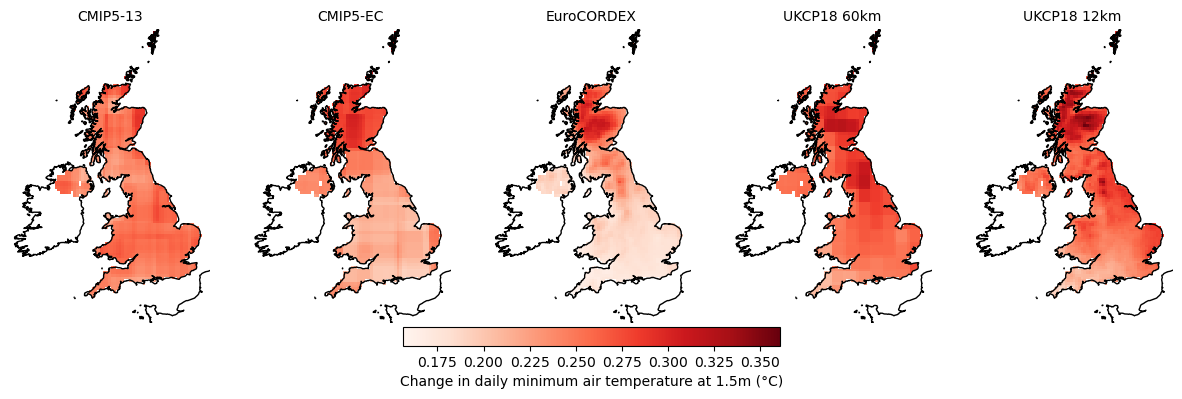 CMIP5-13 CMIP5-EC EuroCORDEX UKCP18 60km UKCP18 12km
0.175 0.200 0.225 0.250 0.275 0.300 0.325 0.350
Change in daily minimum air temperature at 1.5m (°C)